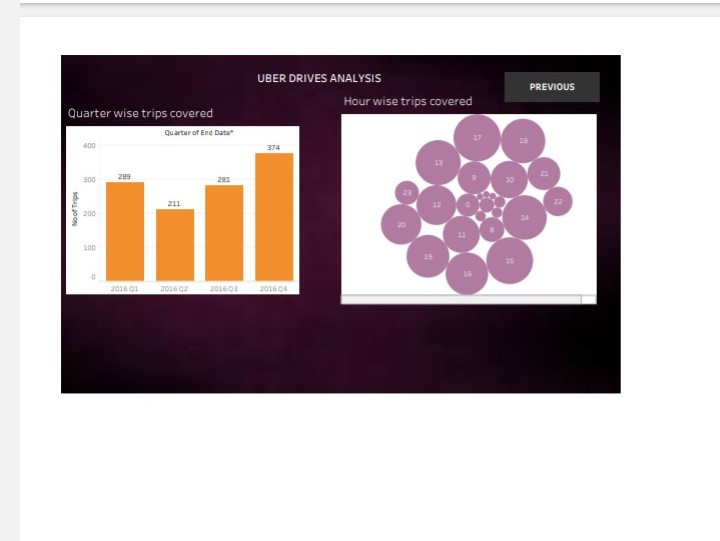 UBER DRIVES ANALYSIS
PREVIOUS
Quarter wise trips covered
Hour wise trips covered
Quarter of End Date*
No of Trips
400
300
200
100
0
289
211
281
374
2016 Q1
2016 Q2
2016 Q3
2016 Q4
17
18
13
9
10
21
23
12
0
22
20
14
11
8
19
15
16